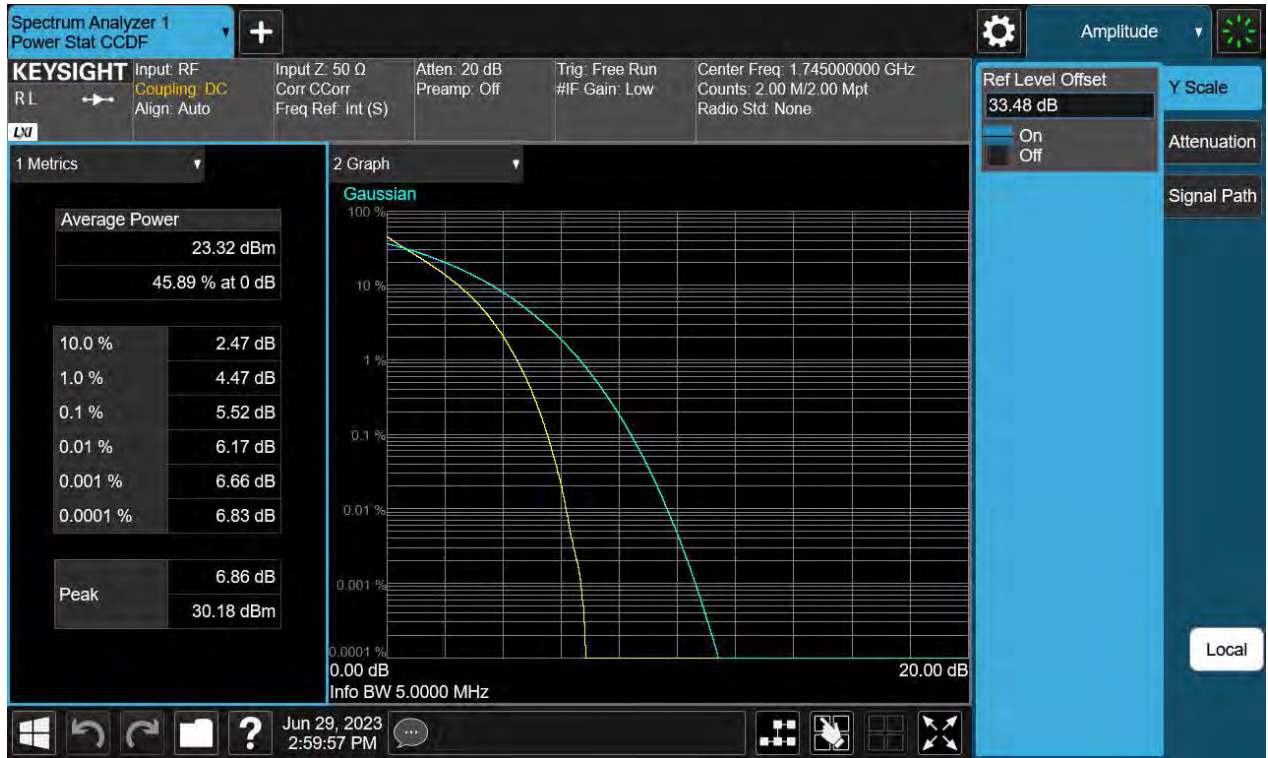 Spectrum Analyzer 1
Power Stat CCDF
+
Amplitude
KEYSIGHT
RL
LXI
Input: RF
Coupling: DC
Align: Auto
Input Z: 50 Ω
Corr CCorr
Freq Ref: Int (S)
Atten: 20 dB
Preamp: Off
Trig: Free Run
#IF Gain: Low
Center Freq: 1.745000000 GHz
Counts: 2.00 M/2.00 Mpt
Radio Std: None
Ref Level Offset
33.48 dB
On
Off
Y Scale
Attenuation
Signal Path
Local
1 Metrics
Average Power
23.32 dBm
45.89 % at 0 dB
10.0 % 2.47 dB
1.0 % 4.47 dB
0.1 % 5.52 dB
0.01 % 6.17 dB
0.001 % 6.66 dB
0.0001 % 6.83 dB
Peak 6.86 dB
30.18 dBm
2 Graph
Gaussian
100 %
10 %
1 %
0.1 %
0.01 %
0.001 %
0.0001 %
0.00 dB 20.00 dB
Info BW 5.0000 MHz
?
Jun 29, 2023
2:59:57 PM